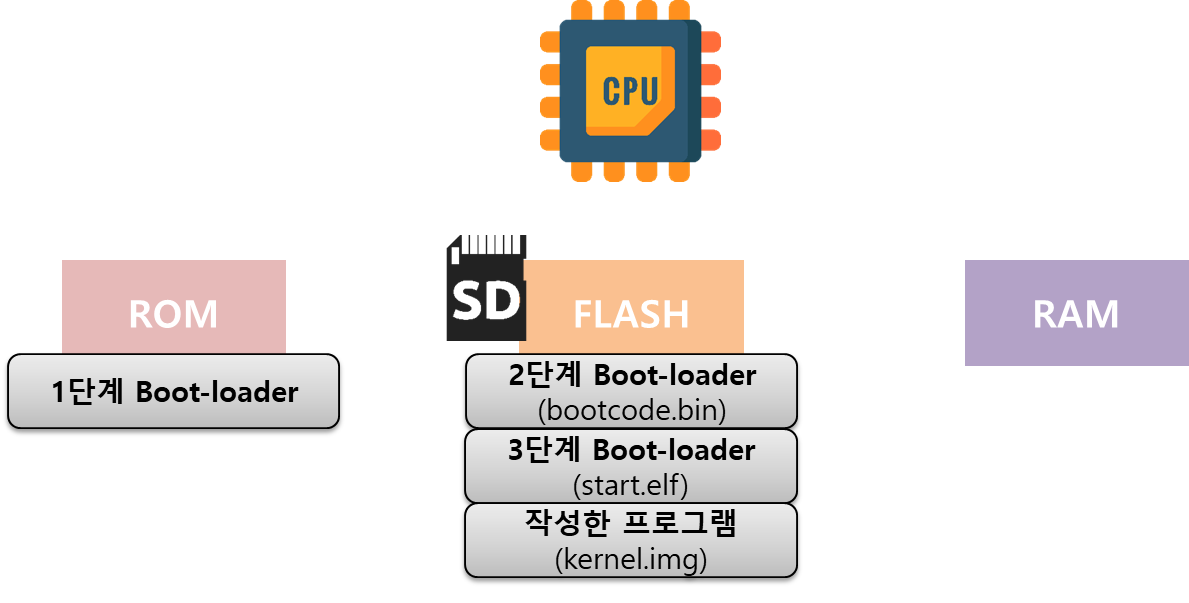 CPU
SD
ROM
FLASH
RAM
1단계 Boot-loader
2단계 Boot-loader
(bootcode.bin)
3단계 Boot-loader
(start.elf)
작성한 프로그램
(kernel.img)